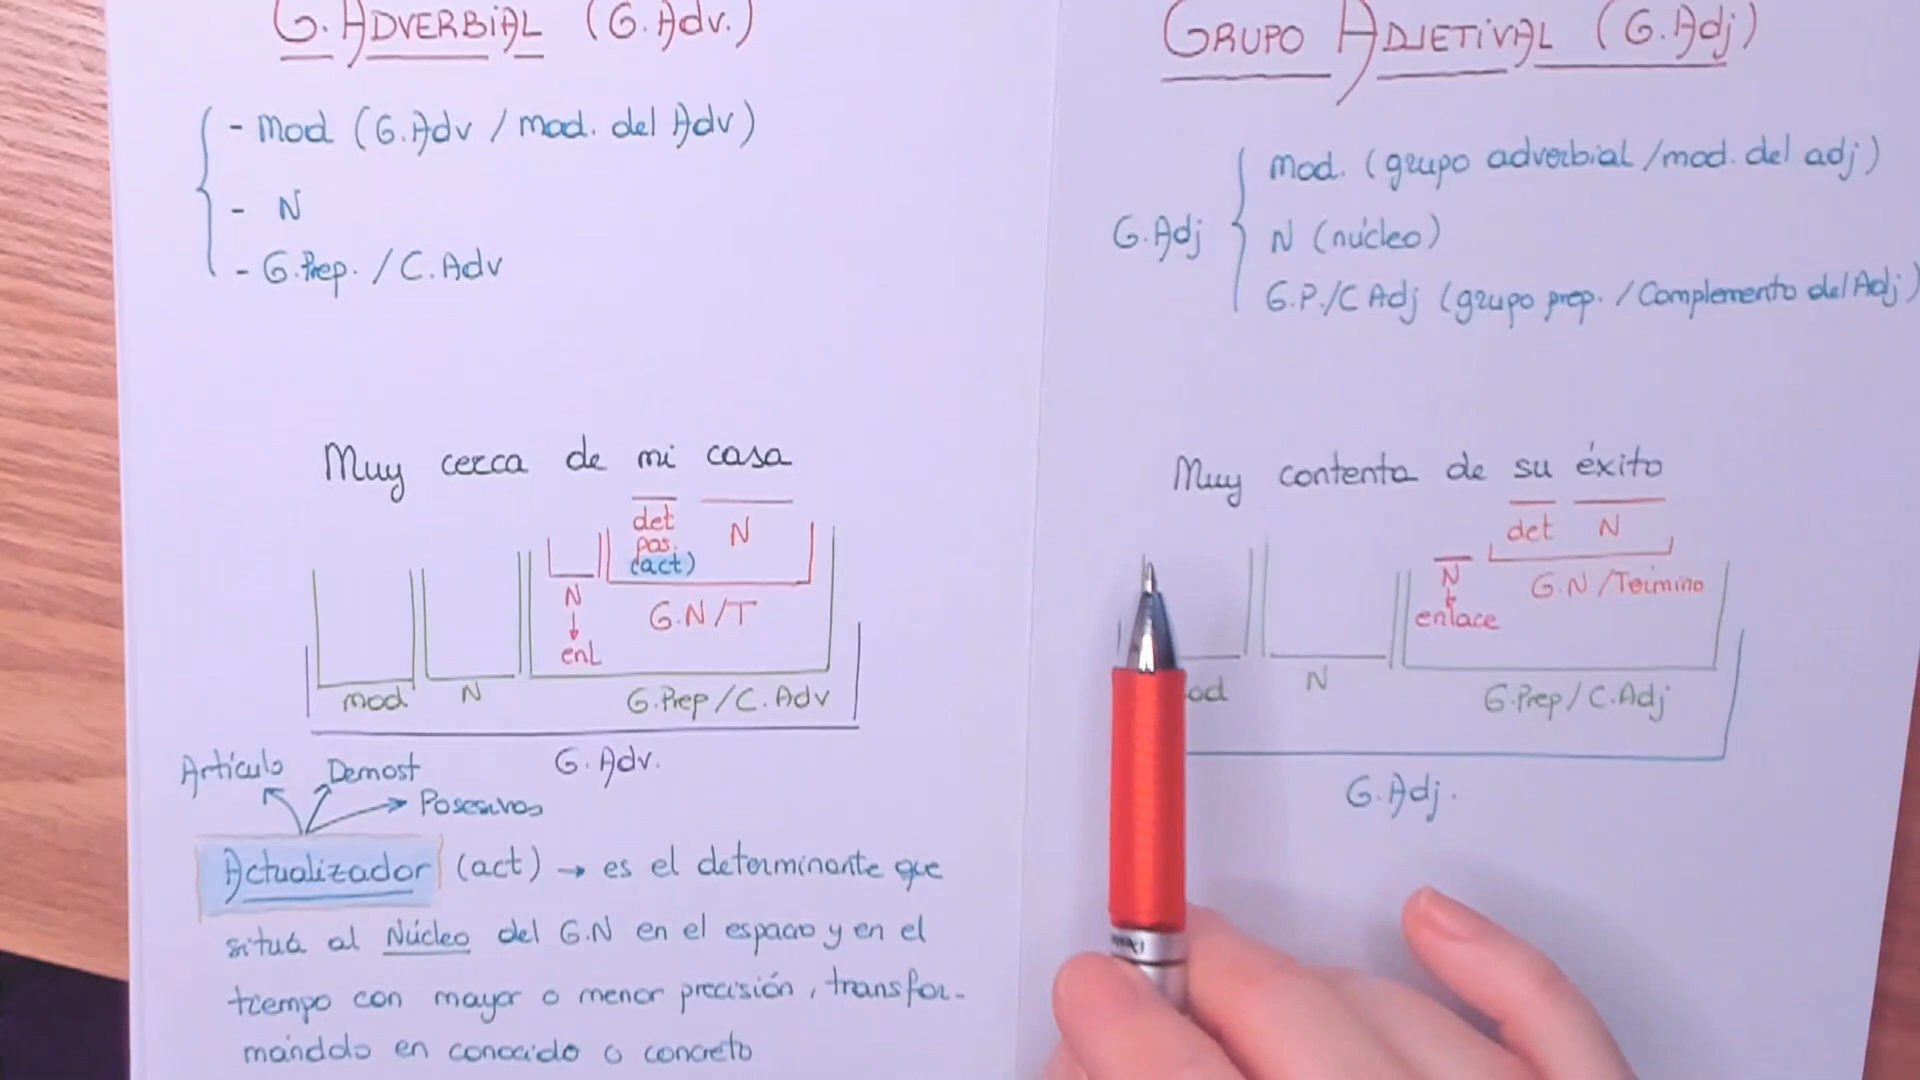 G. ADVERBIAL (G.Adv.)
- Mod (G.Adv / mod. del Adv)
- N
- G.Prep. / C.Adv
Muy cerca de mi casa
det
pos.
(act)
N
N
enL
G.N/T
mod
N
G.Prep/C.Adv
G.Adv.
Artículo
Demost
Posesivos
Actualizador (act) → es el determinante que
situá al Núcleo del G.N en el espacio y en el
tiempo con mayor o menor precisión, transfor-
mándolo en conocido o concreto
GRUPO ADJETIVAL (G.Adj)
Mod. (grupo adverbial/mod. del adj)
G.Adj
N (núcleo)
G.P./C Adj (grupo prep. / Complemento del Adj)
Muy contenta de su éxito
det
N
N
enlace
G.N/Término
od
N
G.Prep/C.Adj
G.Adj.